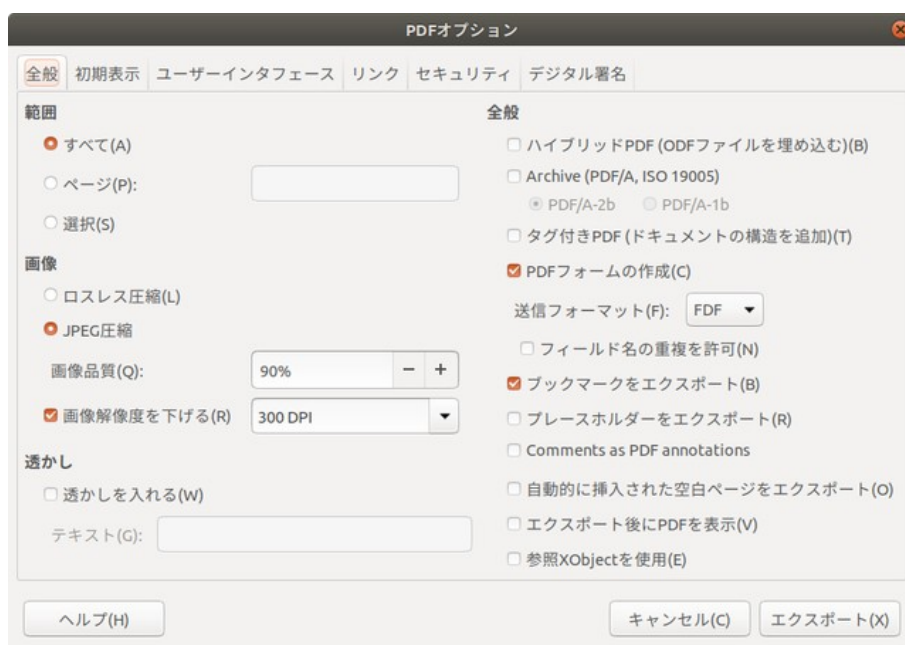 PDFオプション
全般 初期表示 ユーザーインタフェース リンク セキュリティ デジタル署名
範囲
すべて(A)
ページ(P):
選択(S)
画像
ロスレス圧縮(L)
JPEG圧縮
画像品質(Q): 90% − +
画像解像度を下げる(R) 300 DPI
透かし
透かしを入れる(W)
テキスト(G):
全般
ハイブリッドPDF (ODFファイルを埋め込む)(B)
Archive (PDF/A, ISO 19005)
PDF/A-2b PDF/A-1b
タグ付きPDF (ドキュメントの構造を追加)(T)
PDFフォームの作成(C)
送信フォーマット(F): FDF
フィールド名の重複を許可(N)
ブックマークをエクスポート(B)
プレースホルダーをエクスポート(R)
Comments as PDF annotations
自動的に挿入された空白ページをエクスポート(O)
エクスポート後にPDFを表示(V)
参照XObjectを使用(E)
ヘルプ(H) キャンセル(C) エクスポート(X)